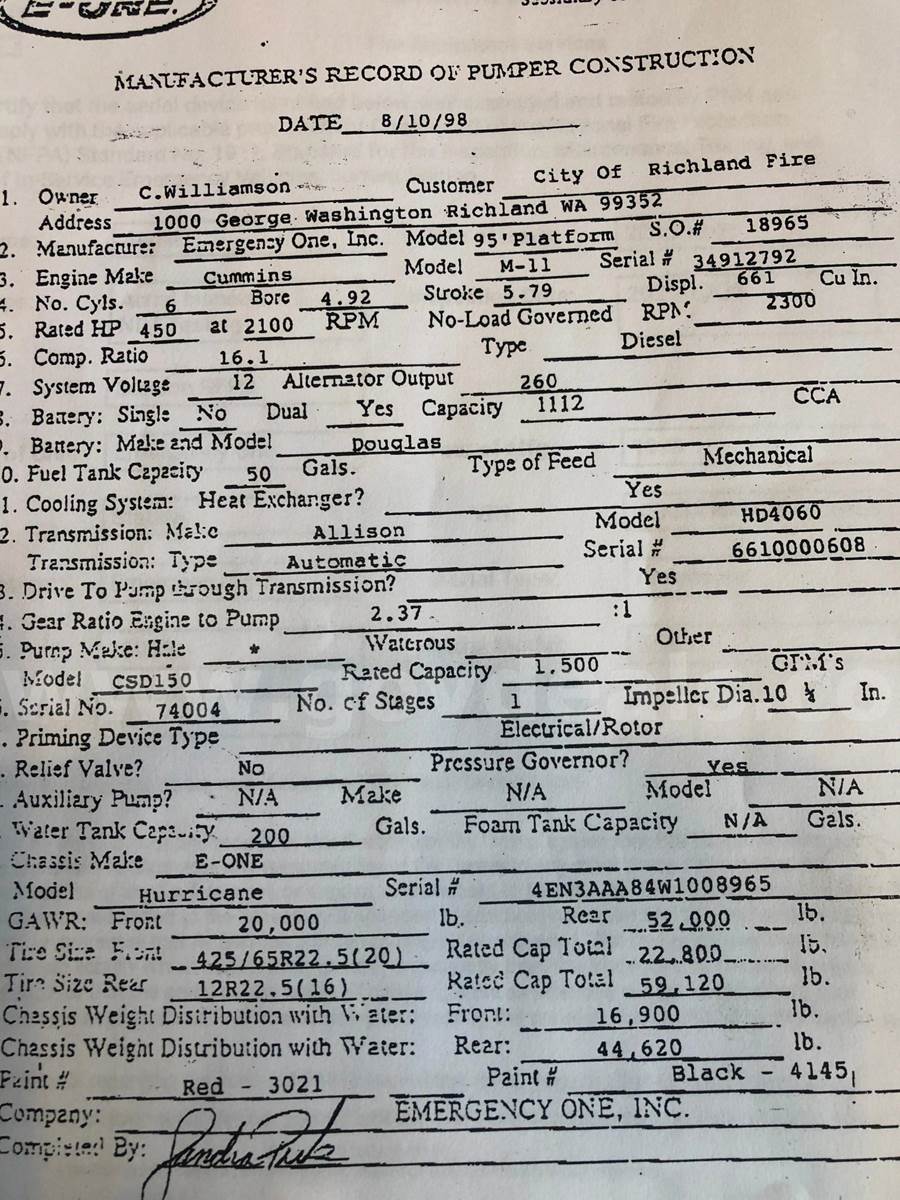 E-ONE.
MANUFACTURER'S RECORD OF PUMPER CONSTRUCTION
DATE 8/10/98
1. Owner C.Williamson Customer City Of Richland Fire
Address 1000 George Washington Richland WA 99352
2. Manufacturer Emergency One, Inc. Model 95'Platform S.O.# 18965
3. Engine Make Cummins Model M-11 Serial # 34912792
4. No. Cyls. 6 Bore 4.92 Stroke 5.79 Displ. 661 Cu In.
5. Rated HP 450 at 2100 RPM No-Load Governed RPM: 2300
6. Comp. Ratio 16.1 Type Diesel
7. System Voltage 12 Alternator Output 260
8. Battery: Single No Dual Yes Capacity 1112 CCA
9. Battery: Make and Model Douglas
0. Fuel Tank Capacity 50 Gals. Type of Feed Mechanical
1. Cooling System: Heat Exchanger? Yes
2. Transmission: Make Allison Model HD4060
Transmission: Type Automatic Serial # 6610000608
3. Drive To Pump through Transmission? Yes
4. Gear Ratio Engine to Pump 2.37 :1
5. Pump Make: Hale * Waterous Other
Model CSD150 Rated Capacity 1,500 GPM's
. Serial No. 74004 No. of Stages 1 Impeller Dia. 10 In.
. Priming Device Type Electrical/Rotor
. Relief Valve? No Pressure Governor? Yes
. Auxiliary Pump? N/A Make N/A Model N/A
Water Tank Capacity 200 Gals. Foam Tank Capacity N/A Gals.
Chassis Make E-ONE
Model Hurricane Serial # 4EN3AAA84W1008965
GAWR: Front 20,000 lb. Rear 52,000 lb.
Tire Size Front 425/65R22.5(20) Rated Cap Total 22,800 lb.
Tire Size Rear 12R22.5(16) Rated Cap Total 59,120 lb.
Chassis Weight Distribution with Water: Front: 16,900 lb.
Chassis Weight Distribution with Water: Rear: 44,620 lb.
Paint # Red - 3021 Paint # Black - 4145
Company: EMERGENCY ONE, INC.
Completed By: